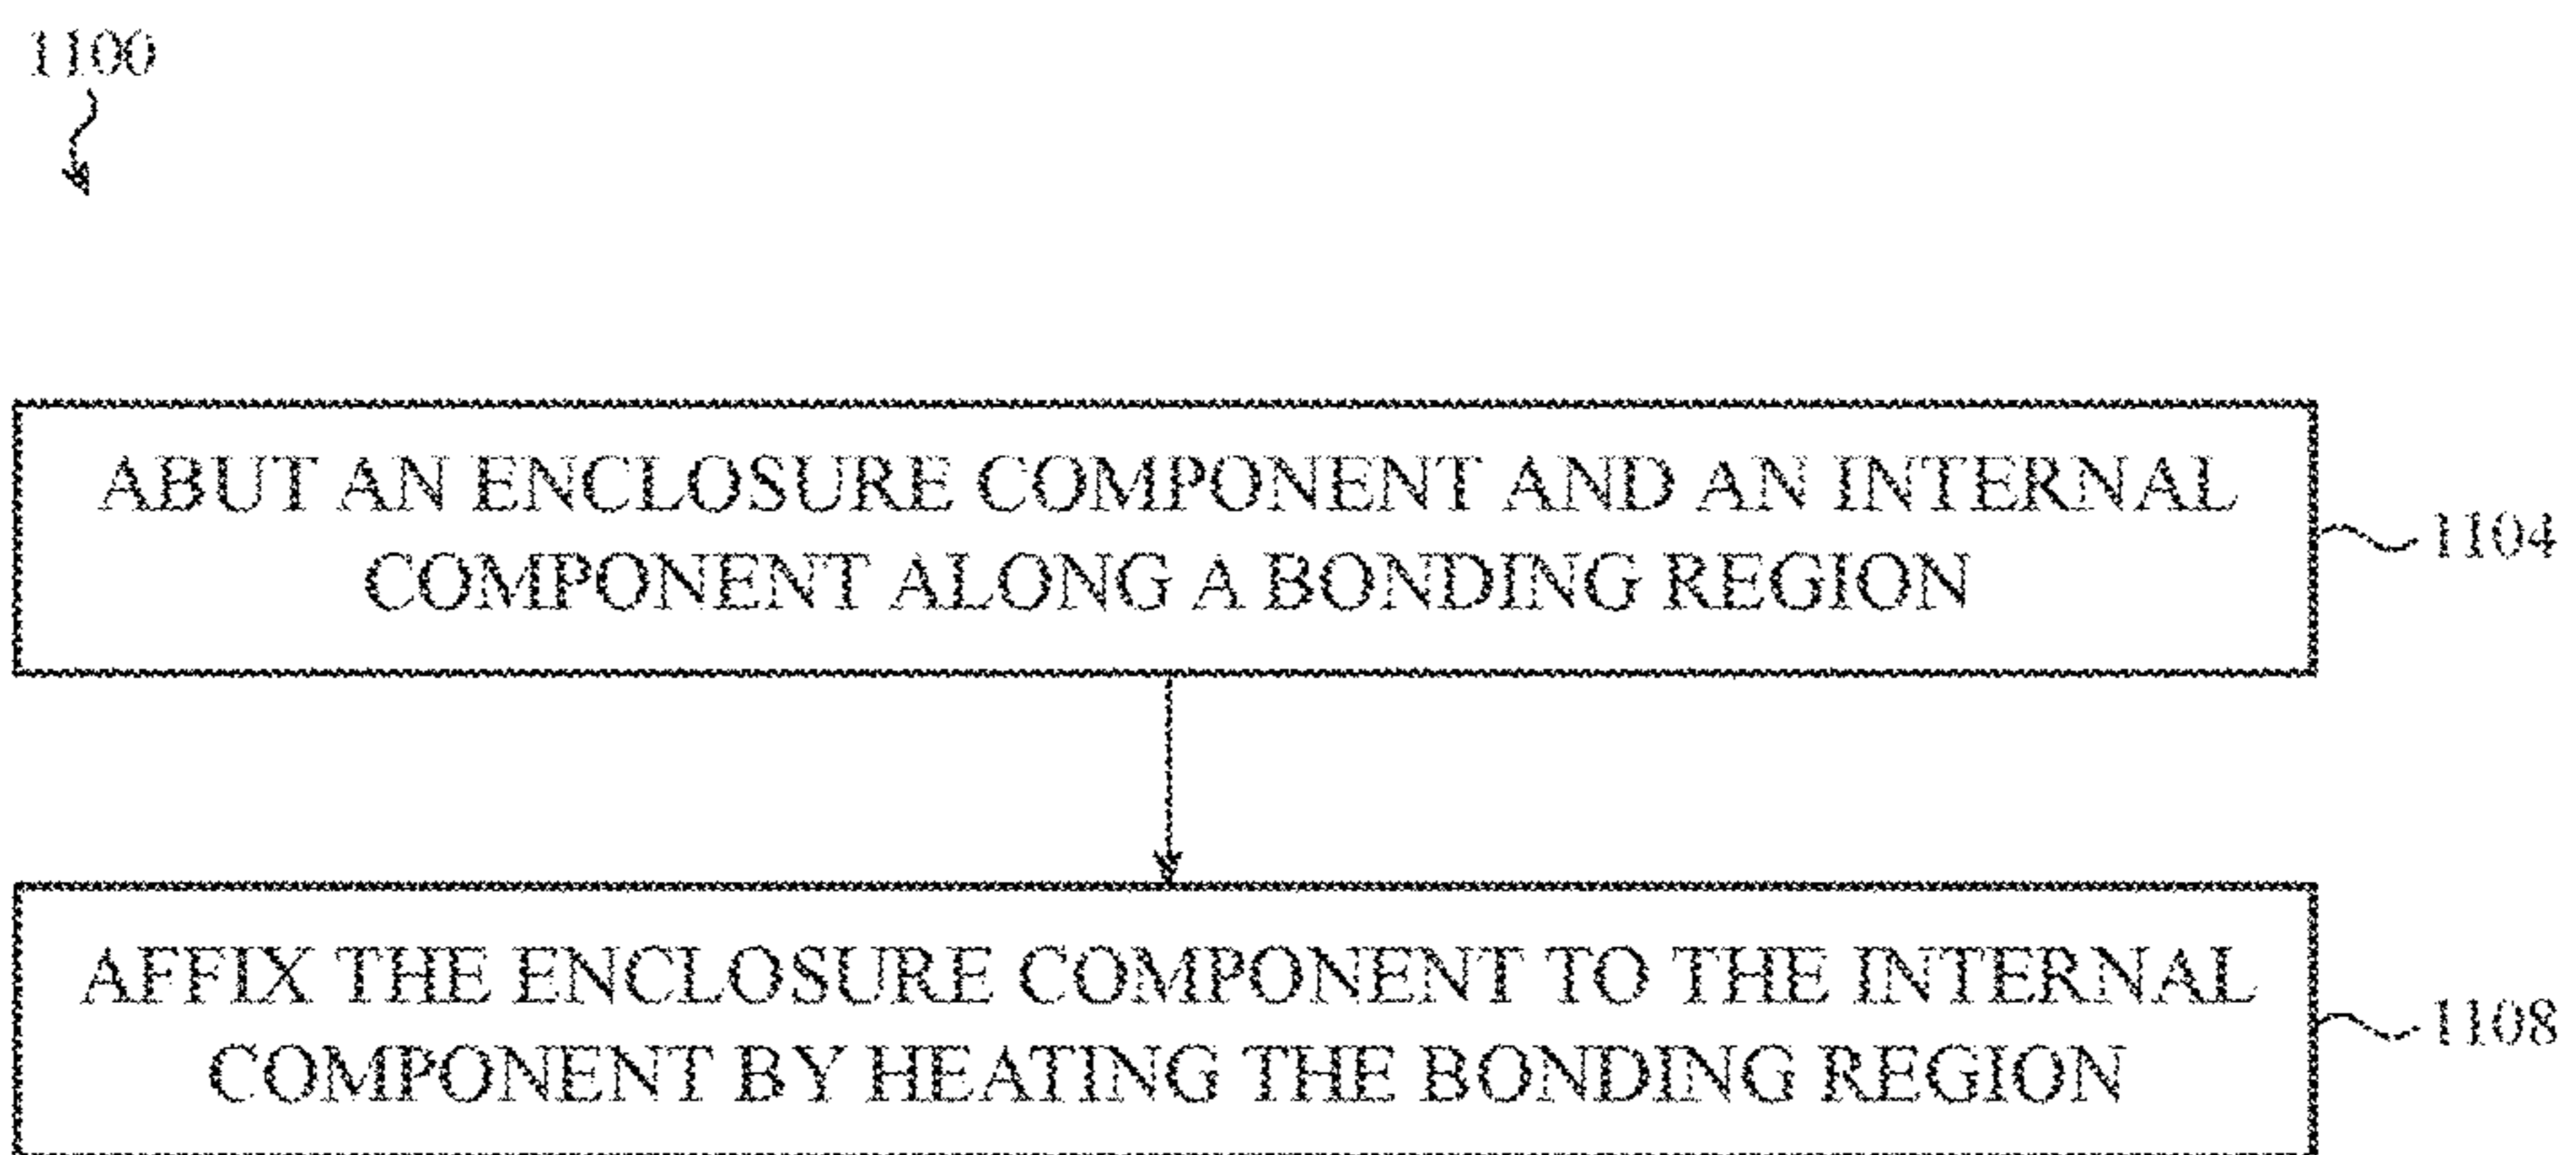 1100
ABUT AN ENCLOSURE COMPONENT AND AN INTERNAL
COMPONENT ALONG A BONDING REGION
1104
AFFIX THE ENCLOSURE COMPONENT TO THE INTERNAL
COMPONENT BY HEATING THE BONDING REGION
1108